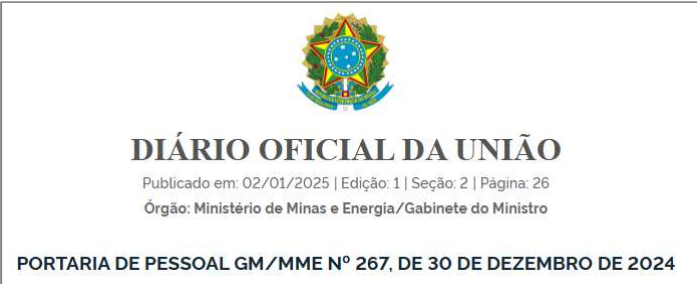 DIÁRIO OFICIAL DA UNIÃO
Publicado em: 02/01/2025 | Edição: 1 | Seção: 2 | Página: 26
Órgão: Ministério de Minas e Energia/Gabinete do Ministro
PORTARIA DE PESSOAL GM/MME Nº 267, DE 30 DE DEZEMBRO DE 2024